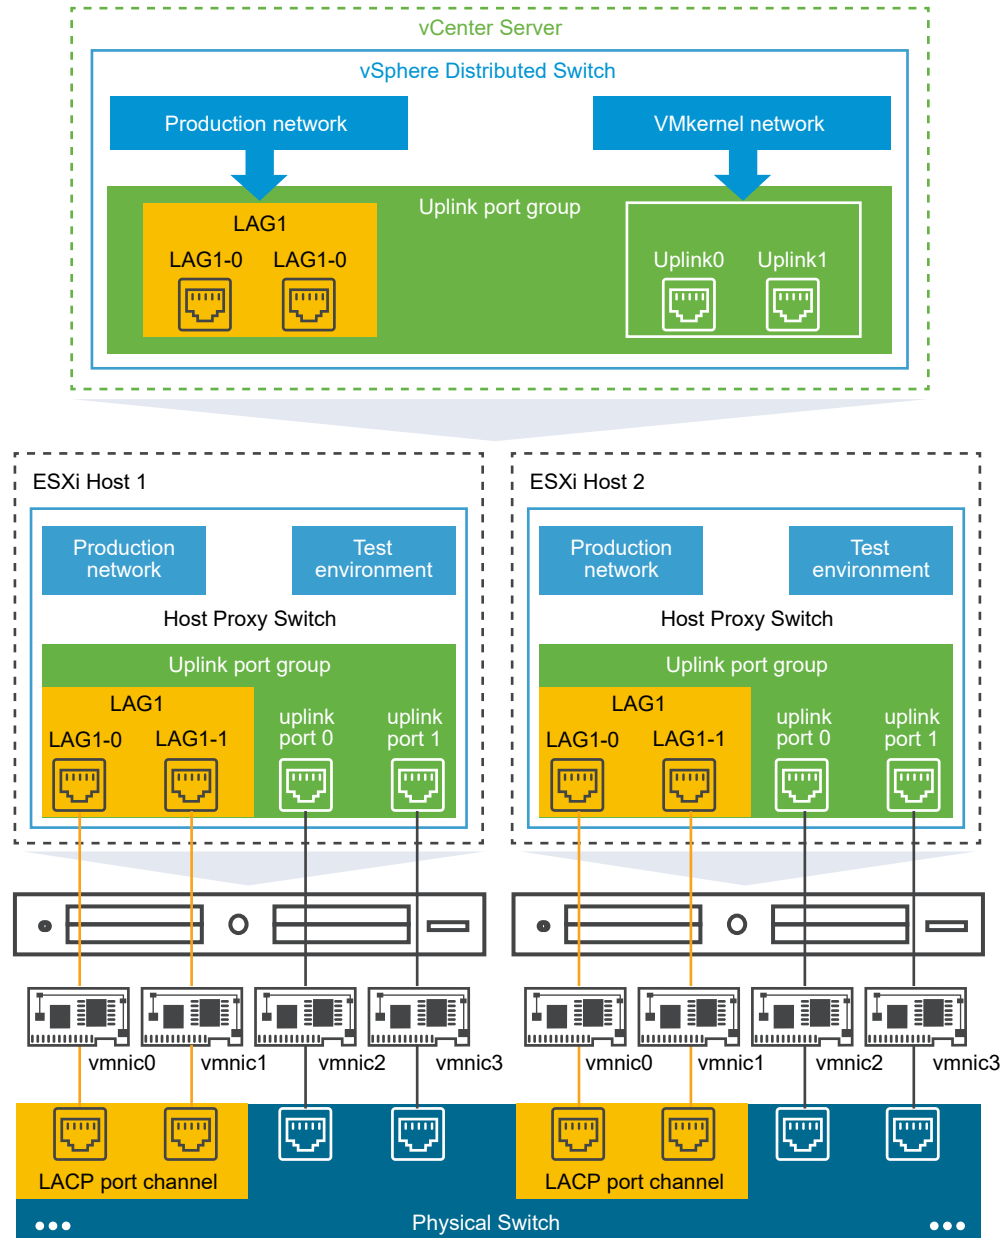 vCenter Server
vSphere Distributed Switch
Production network
VMkernel network
Uplink port group
LAG1
LAG1-0 LAG1-0
Uplink0 Uplink1
ESXi Host 1
Production
network
Test
environment
Host Proxy Switch
Uplink port group
LAG1
LAG1-0 LAG1-1
uplink
port 0
uplink
port 1
ESXi Host 2
Production
network
Test
environment
Host Proxy Switch
Uplink port group
LAG1
LAG1-0 LAG1-1
uplink
port 0
uplink
port 1
vmnic0 vmnic1 vmnic2 vmnic3
vmnic0 vmnic1 vmnic2 vmnic3
LACP port channel
LACP port channel
Physical Switch